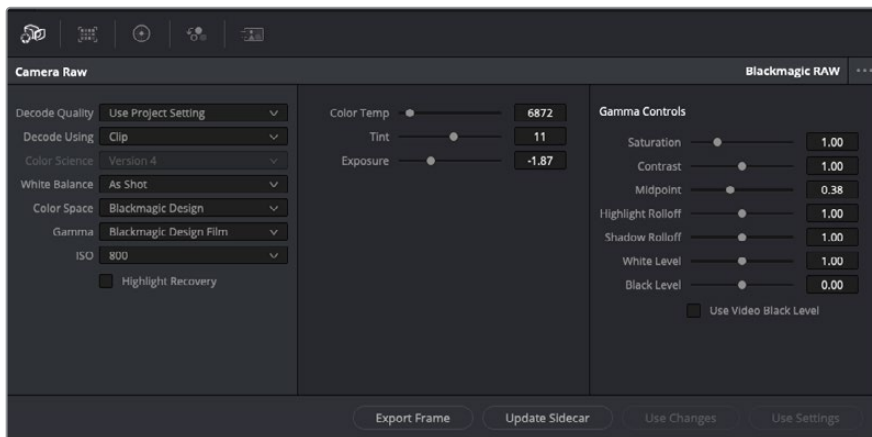 Camera Raw
Blackmagic RAW
Decode Quality Use Project Setting
Decode Using Clip
Color Science Version 4
White Balance As Shot
Color Space Blackmagic Design
Gamma Blackmagic Design Film
ISO 800
Highlight Recovery
Color Temp 6872
Tint 11
Exposure -1.87
Gamma Controls
Saturation 1.00
Contrast 1.00
Midpoint 0.38
Highlight Rolloff 1.00
Shadow Rolloff 1.00
White Level 1.00
Black Level 0.00
Use Video Black Level
Export Frame
Update Sidecar
Use Changes
Use Settings